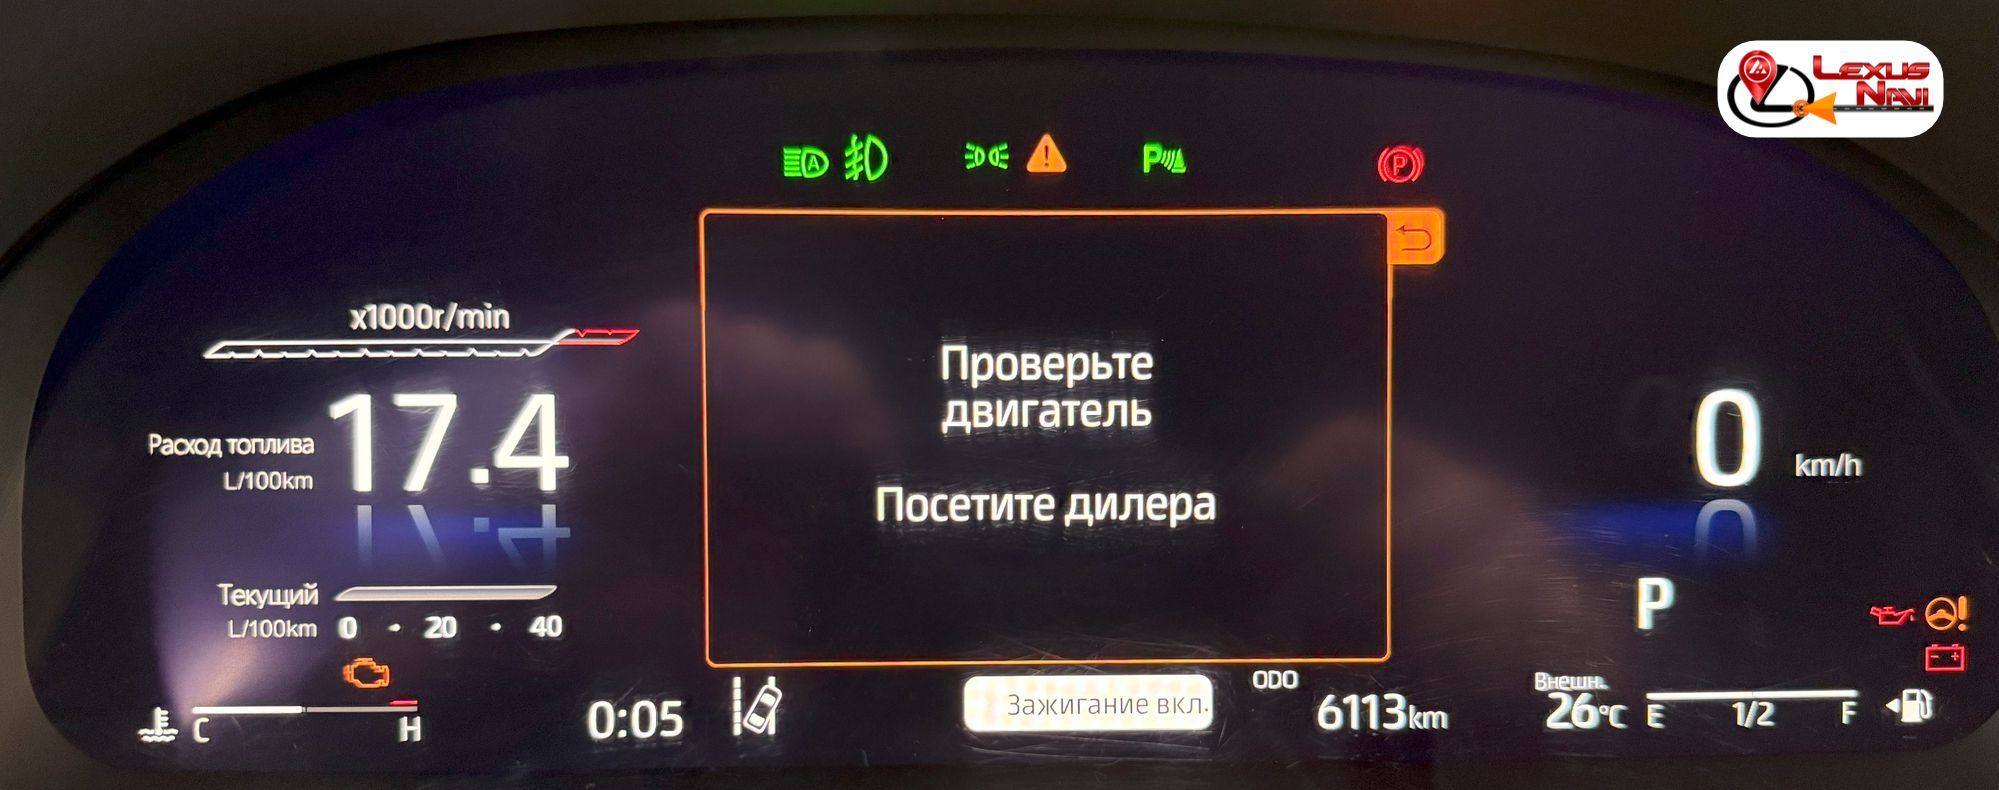 Lexus
Navi
A
P
P
x1000r/min
Проверьте
двигатель
Посетите дилера
Расход топлива
L/100km
17.4
0
km/h
Текущий
L/100km
0 • 20 • 40
P
C
H
0:05
Зажигание вкл.
ODO
6113km
Внешн.
26°C
E
1/2
F